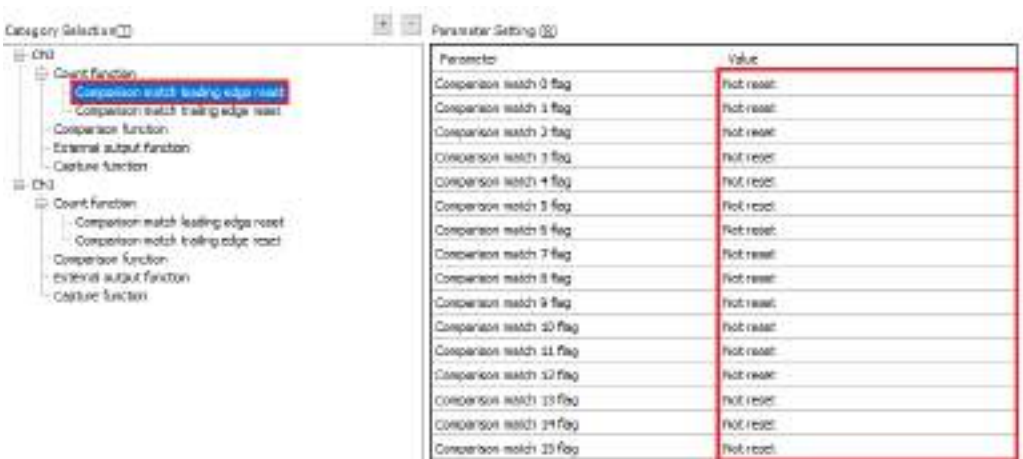 Category Selection(T)
Ch0
Count function
Comparison match leading edge reset
Comparison match trailing edge reset
Comparison function
External output function
Capture function
Ch1
Count function
Comparison match leading edge reset
Comparison match trailing edge reset
Comparison function
External output function
Capture function
Parameter Setting (R)
Parameter Value
Comparison match 0 flag Not reset
Comparison match 1 flag Not reset
Comparison match 2 flag Not reset
Comparison match 3 flag Not reset
Comparison match 4 flag Not reset
Comparison match 5 flag Not reset
Comparison match 6 flag Not reset
Comparison match 7 flag Not reset
Comparison match 8 flag Not reset
Comparison match 9 flag Not reset
Comparison match 10 flag Not reset
Comparison match 11 flag Not reset
Comparison match 12 flag Not reset
Comparison match 13 flag Not reset
Comparison match 14 flag Not reset
Comparison match 15 flag Not reset